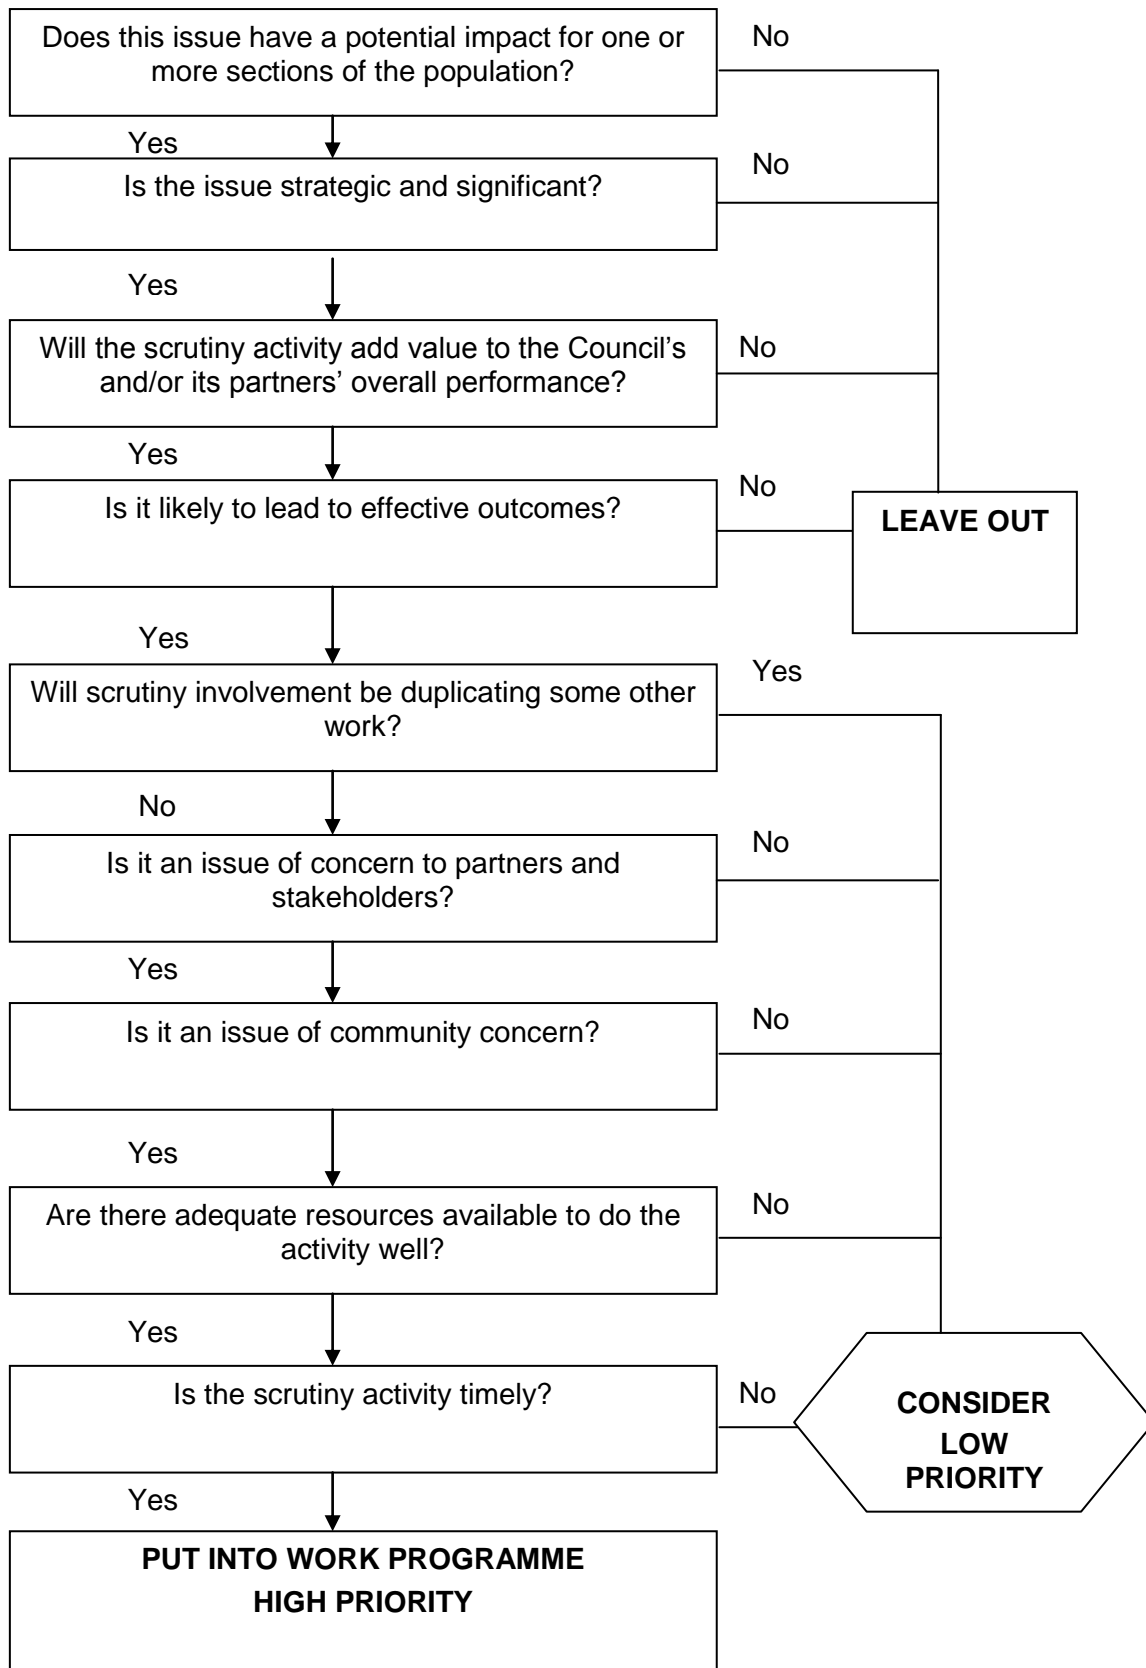 Does this issue have a potential impact for one or
more sections of the population?
No
Yes
Is the issue strategic and significant?
No
Yes
Will the scrutiny activity add value to the Council’s
and/or its partners’ overall performance?
No
Yes
Is it likely to lead to effective outcomes?
No
LEAVE OUT
Yes
Will scrutiny involvement be duplicating some other
work?
Yes
No
Is it an issue of concern to partners and
stakeholders?
No
Yes
Is it an issue of community concern?
No
Yes
Are there adequate resources available to do the
activity well?
No
Yes
Is the scrutiny activity timely?
No
CONSIDER
LOW
PRIORITY
Yes
PUT INTO WORK PROGRAMME
HIGH PRIORITY